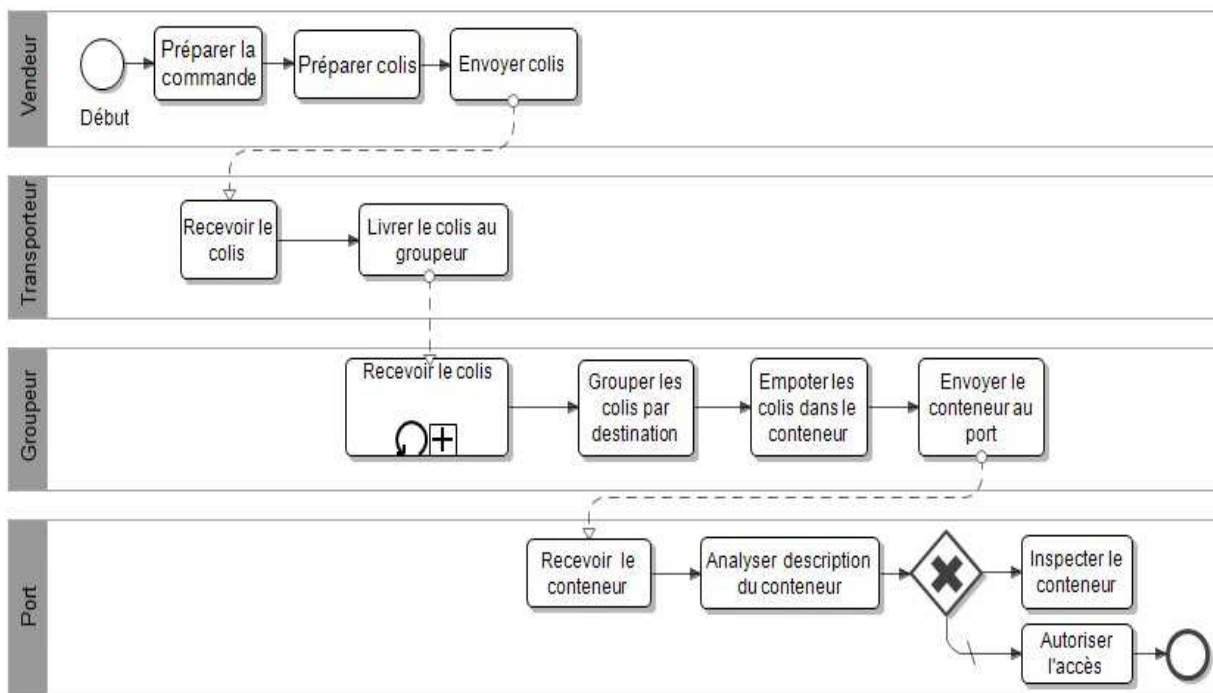 Vendeur
Préparer la
commande
Préparer colis
Envoyer colis
Début
Transporteur
Recevoir le
colis
Livrer le colis au
groupeur
Groupeur
Recevoir le colis
Grouper les
colis par
destination
Empoter les
colis dans le
conteneur
Envoyer le
conteneur au
port
Port
Recevoir le
conteneur
Analyser description
du conteneur
Inspecter le
conteneur
Autoriser
l'accès